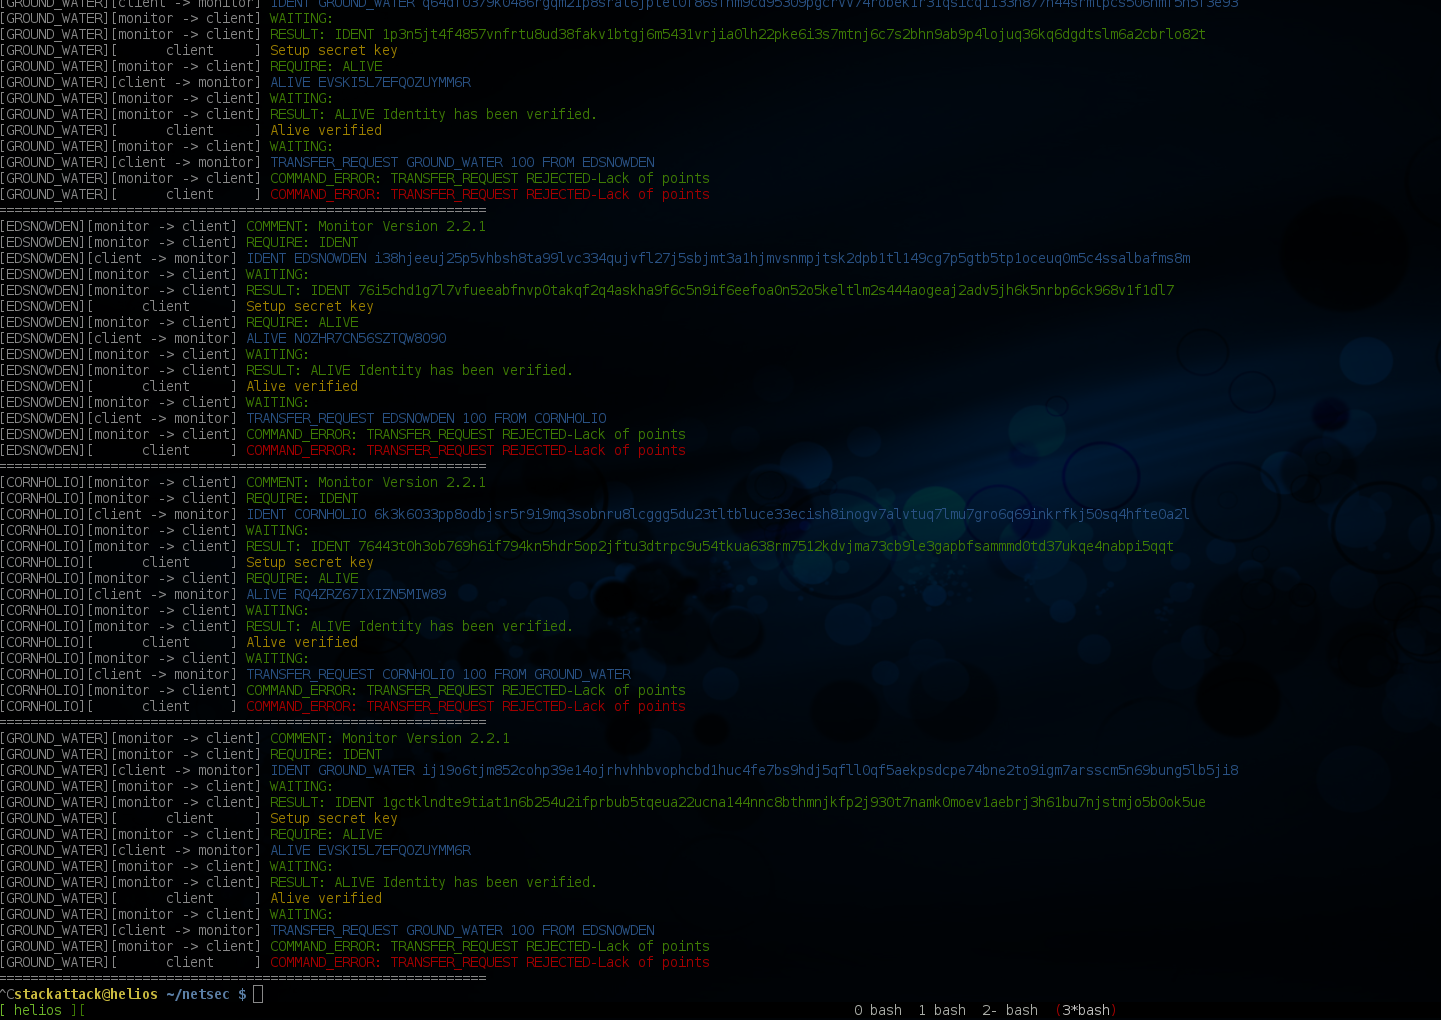 [GROUND_WATER][client -> monitor] IDENT GROUND_WATER
[GROUND_WATER][monitor -> client] WAITING:
[GROUND_WATER][monitor -> client] RESULT: IDENT 1p3n5jt4f4857vnfrtu8ud38fakv1btgj6m5431vrjia0lh22pke6i3s7mtnj6c7s2bhn9ab9p4lojuq36kq6dgdtslm6a2cbrlo82t
[GROUND_WATER][      client     ] Setup secret key
[GROUND_WATER][monitor -> client] REQUIRE: ALIVE
[GROUND_WATER][client -> monitor] ALIVE EVSKI5L7EFQOZUYMM6R
[GROUND_WATER][monitor -> client] WAITING:
[GROUND_WATER][monitor -> client] RESULT: ALIVE Identity has been verified.
[GROUND_WATER][      client     ] Alive verified
[GROUND_WATER][monitor -> client] WAITING:
[GROUND_WATER][client -> monitor] TRANSFER_REQUEST GROUND_WATER 100 FROM EDSNOWDEN
[GROUND_WATER][monitor -> client] COMMAND_ERROR: TRANSFER_REQUEST REJECTED-Lack of points
[GROUND_WATER][      client     ] COMMAND_ERROR: TRANSFER_REQUEST REJECTED-Lack of points
=============================================================
[EDSNOWDEN][monitor -> client] COMMENT: Monitor Version 2.2.1
[EDSNOWDEN][monitor -> client] REQUIRE: IDENT
[EDSNOWDEN][client -> monitor] IDENT EDSNOWDEN i38hjeeuj25p5vhbsh8ta99lvc334qujvfl27j5sbjmt3a1hjmvsnmpjtsk2dpb1tl149cg7p5gtb5tp1oceuq0m5c4ssalbafms8m
[EDSNOWDEN][monitor -> client] WAITING:
[EDSNOWDEN][monitor -> client] RESULT: IDENT 76i5chd1g7l7vfueeabfnvp0takqf2q4askha9f6c5n9if6eefoa0n52o5keltlm2s444aogeaj2adv5jh6k5nrbp6ck968v1f1dl7
[EDSNOWDEN][      client     ] Setup secret key
[EDSNOWDEN][monitor -> client] REQUIRE: ALIVE
[EDSNOWDEN][client -> monitor] ALIVE NOZHR7CN56SZTQW8090
[EDSNOWDEN][monitor -> client] WAITING:
[EDSNOWDEN][monitor -> client] RESULT: ALIVE Identity has been verified.
[EDSNOWDEN][      client     ] Alive verified
[EDSNOWDEN][monitor -> client] WAITING:
[EDSNOWDEN][client -> monitor] TRANSFER_REQUEST EDSNOWDEN 100 FROM CORNHOLIO
[EDSNOWDEN][monitor -> client] COMMAND_ERROR: TRANSFER_REQUEST REJECTED-Lack of points
[EDSNOWDEN][      client     ] COMMAND_ERROR: TRANSFER_REQUEST REJECTED-Lack of points
=============================================================
[CORNHOLIO][monitor -> client] COMMENT: Monitor Version 2.2.1
[CORNHOLIO][monitor -> client] REQUIRE: IDENT
[CORNHOLIO][client -> monitor] IDENT CORNHOLIO 6k3k6033pp8odbjsr5r9i9mq3sobnru8lcggg5du23tltbluce33ecish8inogv7alvtuq7lmu7gro6q69inkrfkj50sq4hfte0a2l
[CORNHOLIO][monitor -> client] WAITING:
[CORNHOLIO][monitor -> client] RESULT: IDENT 76443t0h3ob769h6if794kn5hdr5op2jftu3dtrpc9u54tkua638rm7512kdvjma73cb9le3gapbfsammmd0td37ukqe4nabpi5qqt
[CORNHOLIO][      client     ] Setup secret key
[CORNHOLIO][monitor -> client] REQUIRE: ALIVE
[CORNHOLIO][client -> monitor] ALIVE RQ4ZRZ67IXIZN5MIW89
[CORNHOLIO][monitor -> client] WAITING:
[CORNHOLIO][monitor -> client] RESULT: ALIVE Identity has been verified.
[CORNHOLIO][      client     ] Alive verified
[CORNHOLIO][monitor -> client] WAITING:
[CORNHOLIO][client -> monitor] TRANSFER_REQUEST CORNHOLIO 100 FROM GROUND_WATER
[CORNHOLIO][monitor -> client] COMMAND_ERROR: TRANSFER_REQUEST REJECTED-Lack of points
[CORNHOLIO][      client     ] COMMAND_ERROR: TRANSFER_REQUEST REJECTED-Lack of points
=============================================================
[GROUND_WATER][monitor -> client] COMMENT: Monitor Version 2.2.1
[GROUND_WATER][monitor -> client] REQUIRE: IDENT
[GROUND_WATER][client -> monitor] IDENT GROUND_WATER ij19o6tjm852cohp39e14ojrhvhhbvophcbd1huc4fe7bs9hdj5qfll0qf5aekpsdcpe74bne2to9igm7arsscm5n69bung5lb5ji8
[GROUND_WATER][monitor -> client] WAITING:
[GROUND_WATER][monitor -> client] RESULT: IDENT 1gctklndte9tiat1n6b254u2ifprbub5tqeua22ucna144nnc8bthmnjkfp2j930t7namk0moev1aebrj3h61bu7njstmjo5b0ok5ue
[GROUND_WATER][      client     ] Setup secret key
[GROUND_WATER][monitor -> client] REQUIRE: ALIVE
[GROUND_WATER][client -> monitor] ALIVE EVSKI5L7EFQOZUYMM6R
[GROUND_WATER][monitor -> client] WAITING:
[GROUND_WATER][monitor -> client] RESULT: ALIVE Identity has been verified.
[GROUND_WATER][      client     ] Alive verified
[GROUND_WATER][monitor -> client] WAITING:
[GROUND_WATER][client -> monitor] TRANSFER_REQUEST GROUND_WATER 100 FROM EDSNOWDEN
[GROUND_WATER][monitor -> client] COMMAND_ERROR: TRANSFER_REQUEST REJECTED-Lack of points
[GROUND_WATER][      client     ] COMMAND_ERROR: TRANSFER_REQUEST REJECTED-Lack of points
=============================================================
^Cstackattack@helios ~/netsec $
[ helios ][ 0 bash 1 bash 2- bash (3*bash)